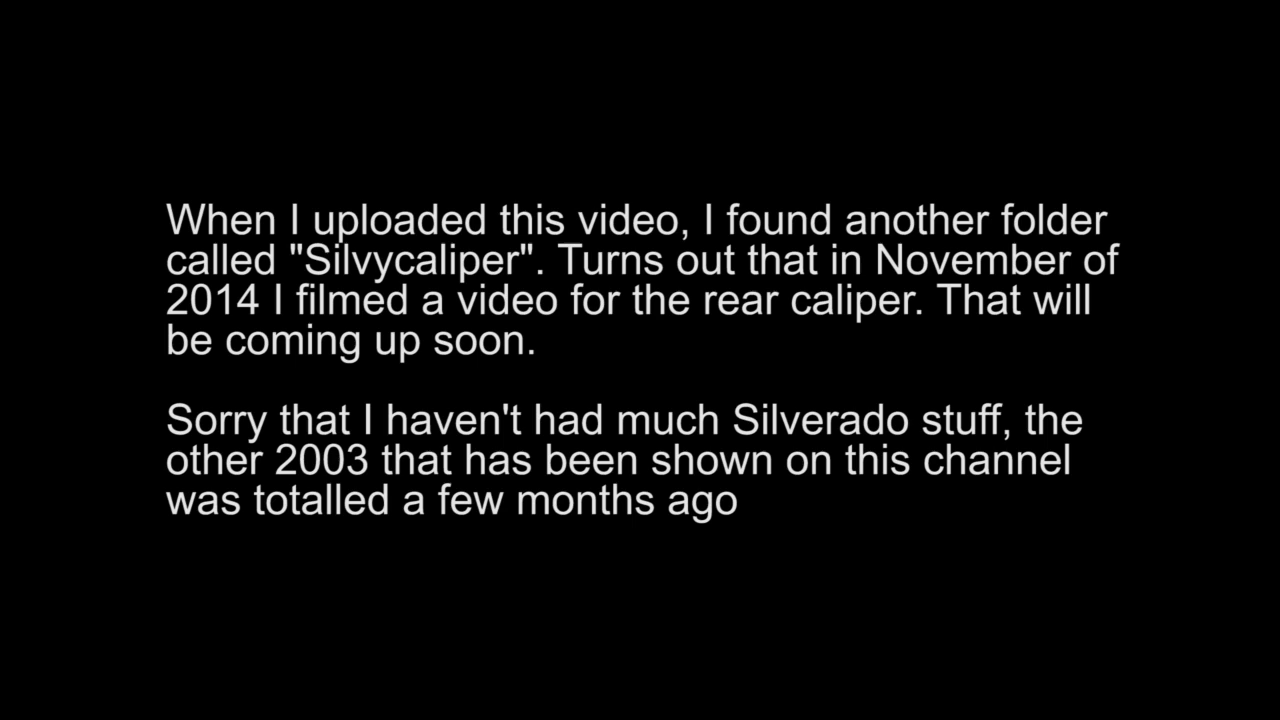 When I uploaded this video, I found another folder
called "Silvycaliper". Turns out that in November of
2014 I filmed a video for the rear caliper. That will
be coming up soon.
Sorry that I haven't had much Silverado stuff, the
other 2003 that has been shown on this channel
was totalled a few months ago